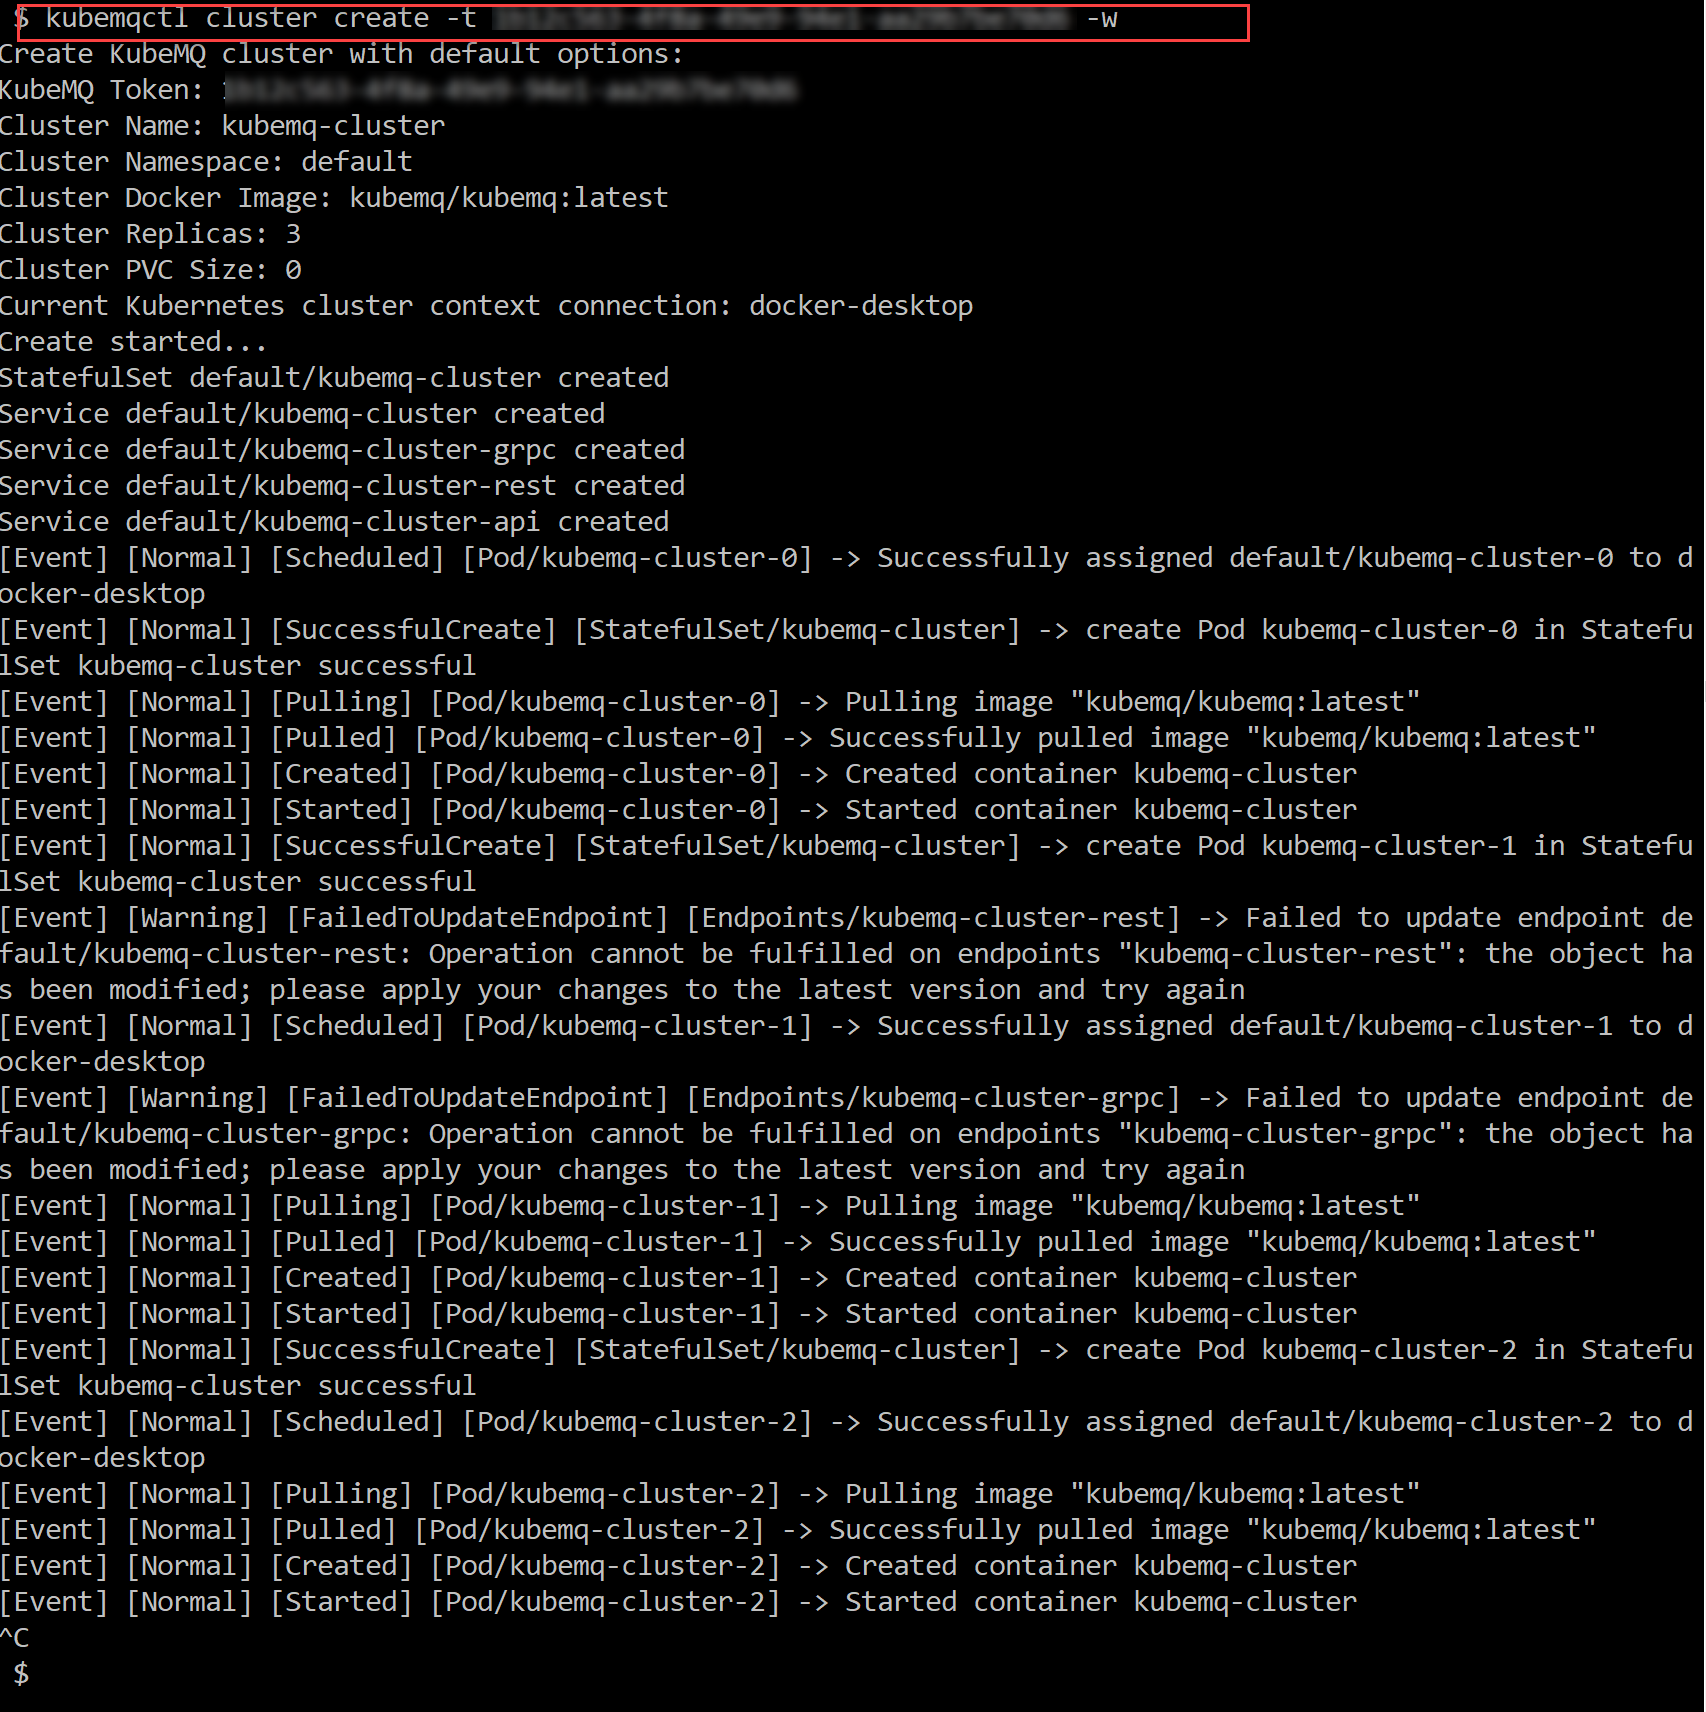 $ kubemqctl cluster create -t -w
Create KubeMQ cluster with default options:
KubeMQ Token:
Cluster Name: kubemq-cluster
Cluster Namespace: default
Cluster Docker Image: kubemq/kubemq:latest
Cluster Replicas: 3
Cluster PVC Size: 0
Current Kubernetes cluster context connection: docker-desktop
Create started...
StatefulSet default/kubemq-cluster created
Service default/kubemq-cluster created
Service default/kubemq-cluster-grpc created
Service default/kubemq-cluster-rest created
Service default/kubemq-cluster-api created
[Event] [Normal] [Scheduled] [Pod/kubemq-cluster-0] -> Successfully assigned default/kubemq-cluster-0 to d
ocker-desktop
[Event] [Normal] [SuccessfulCreate] [StatefulSet/kubemq-cluster] -> create Pod kubemq-cluster-0 in Statefu
lSet kubemq-cluster successful
[Event] [Normal] [Pulling] [Pod/kubemq-cluster-0] -> Pulling image "kubemq/kubemq:latest"
[Event] [Normal] [Pulled] [Pod/kubemq-cluster-0] -> Successfully pulled image "kubemq/kubemq:latest"
[Event] [Normal] [Created] [Pod/kubemq-cluster-0] -> Created container kubemq-cluster
[Event] [Normal] [Started] [Pod/kubemq-cluster-0] -> Started container kubemq-cluster
[Event] [Normal] [SuccessfulCreate] [StatefulSet/kubemq-cluster] -> create Pod kubemq-cluster-1 in Statefu
lSet kubemq-cluster successful
[Event] [Warning] [FailedToUpdateEndpoint] [Endpoints/kubemq-cluster-rest] -> Failed to update endpoint de
fault/kubemq-cluster-rest: Operation cannot be fulfilled on endpoints "kubemq-cluster-rest": the object ha
s been modified; please apply your changes to the latest version and try again
[Event] [Normal] [Scheduled] [Pod/kubemq-cluster-1] -> Successfully assigned default/kubemq-cluster-1 to d
ocker-desktop
[Event] [Warning] [FailedToUpdateEndpoint] [Endpoints/kubemq-cluster-grpc] -> Failed to update endpoint de
fault/kubemq-cluster-grpc: Operation cannot be fulfilled on endpoints "kubemq-cluster-grpc": the object ha
s been modified; please apply your changes to the latest version and try again
[Event] [Normal] [Pulling] [Pod/kubemq-cluster-1] -> Pulling image "kubemq/kubemq:latest"
[Event] [Normal] [Pulled] [Pod/kubemq-cluster-1] -> Successfully pulled image "kubemq/kubemq:latest"
[Event] [Normal] [Created] [Pod/kubemq-cluster-1] -> Created container kubemq-cluster
[Event] [Normal] [Started] [Pod/kubemq-cluster-1] -> Started container kubemq-cluster
[Event] [Normal] [SuccessfulCreate] [StatefulSet/kubemq-cluster] -> create Pod kubemq-cluster-2 in Statefu
lSet kubemq-cluster successful
[Event] [Normal] [Scheduled] [Pod/kubemq-cluster-2] -> Successfully assigned default/kubemq-cluster-2 to d
ocker-desktop
[Event] [Normal] [Pulling] [Pod/kubemq-cluster-2] -> Pulling image "kubemq/kubemq:latest"
[Event] [Normal] [Pulled] [Pod/kubemq-cluster-2] -> Successfully pulled image "kubemq/kubemq:latest"
[Event] [Normal] [Created] [Pod/kubemq-cluster-2] -> Created container kubemq-cluster
[Event] [Normal] [Started] [Pod/kubemq-cluster-2] -> Started container kubemq-cluster
^C
$